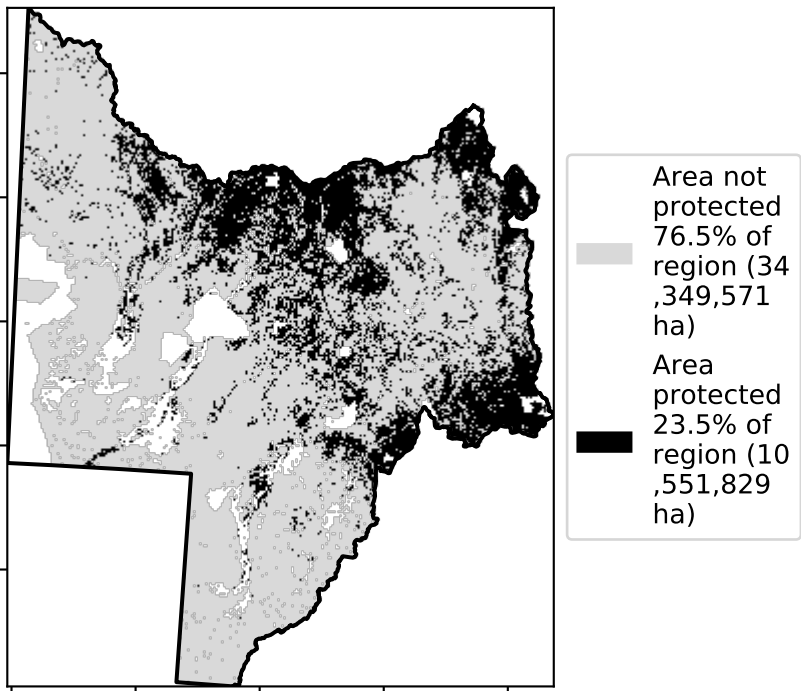 Area not
protected
76.5% of
region (34
,349,571
ha)
Area
protected
23.5% of
region (10
,551,829
ha)